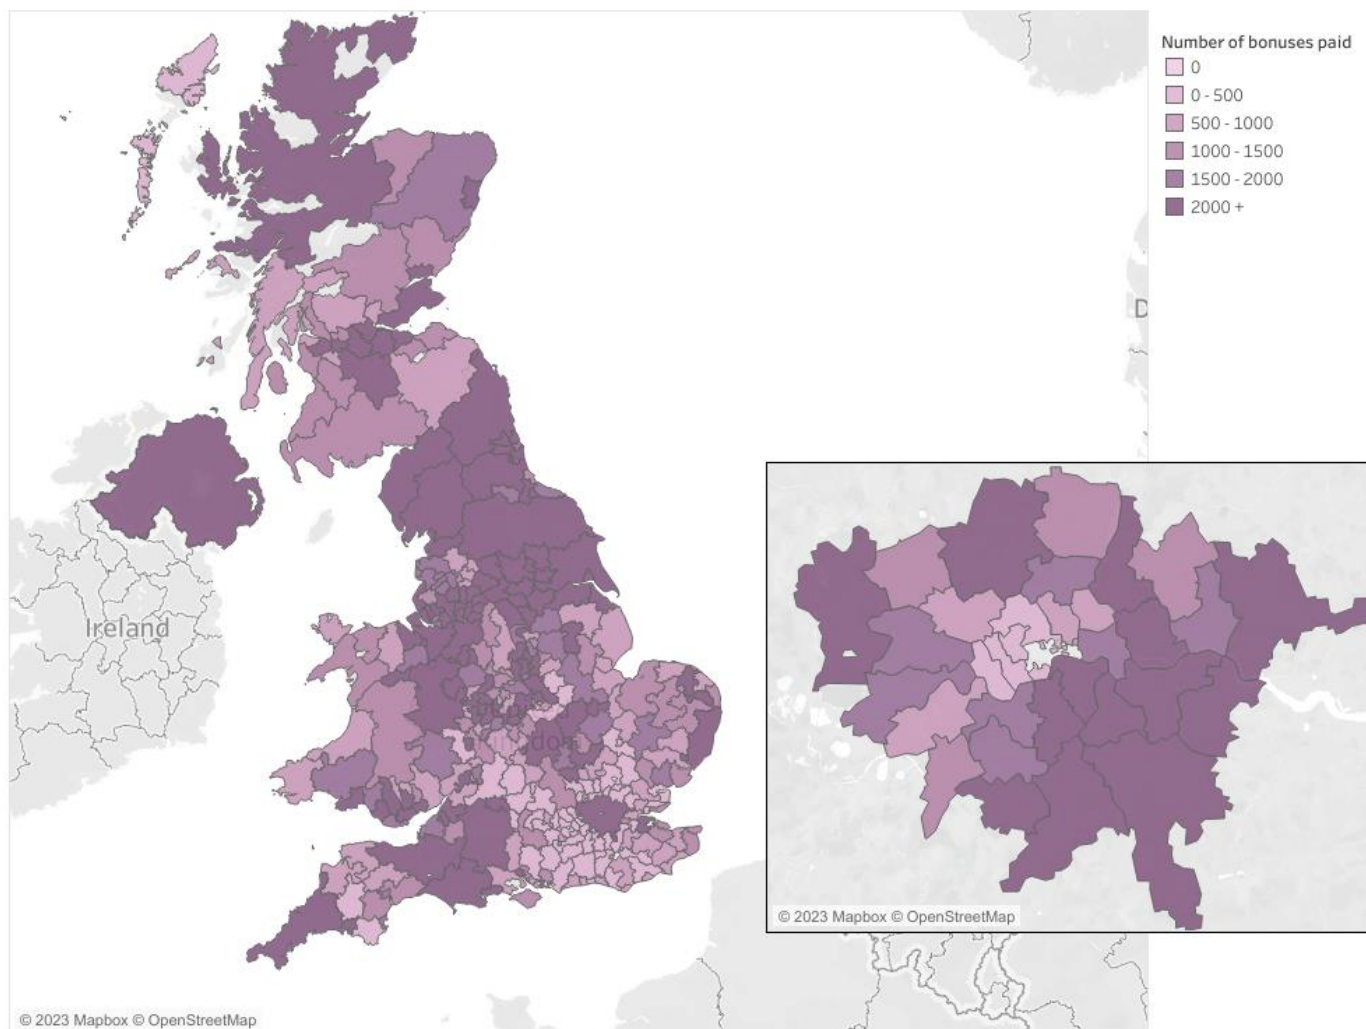 Number of bonuses paid
0
0 - 500
500 - 1000
1000 - 1500
1500 - 2000
2000 +
D
Ireland
© 2023 Mapbox © OpenStreetMap
© 2023 Mapbox © OpenStreetMap